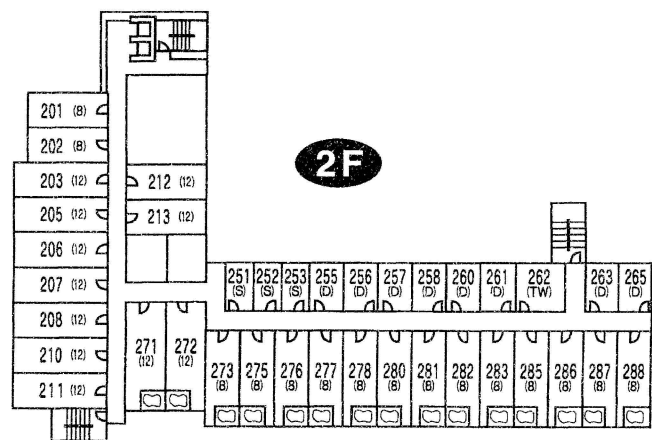 2F
201 (8)
202 (8)
203 (12)
205 (12)
206 (12)
207 (12)
208 (12)
210 (12)
211 (12)
212 (12)
213 (12)
251 (S)
252 (S)
253 (S)
255 (D)
256 (D)
257 (D)
258 (D)
260 (D)
261 (D)
262 (TW)
263 (D)
265 (D)
271 (12)
272 (12)
273 (8)
275 (8)
276 (8)
277 (8)
278 (8)
280 (8)
281 (8)
282 (8)
283 (8)
285 (8)
286 (8)
287 (8)
288 (8)